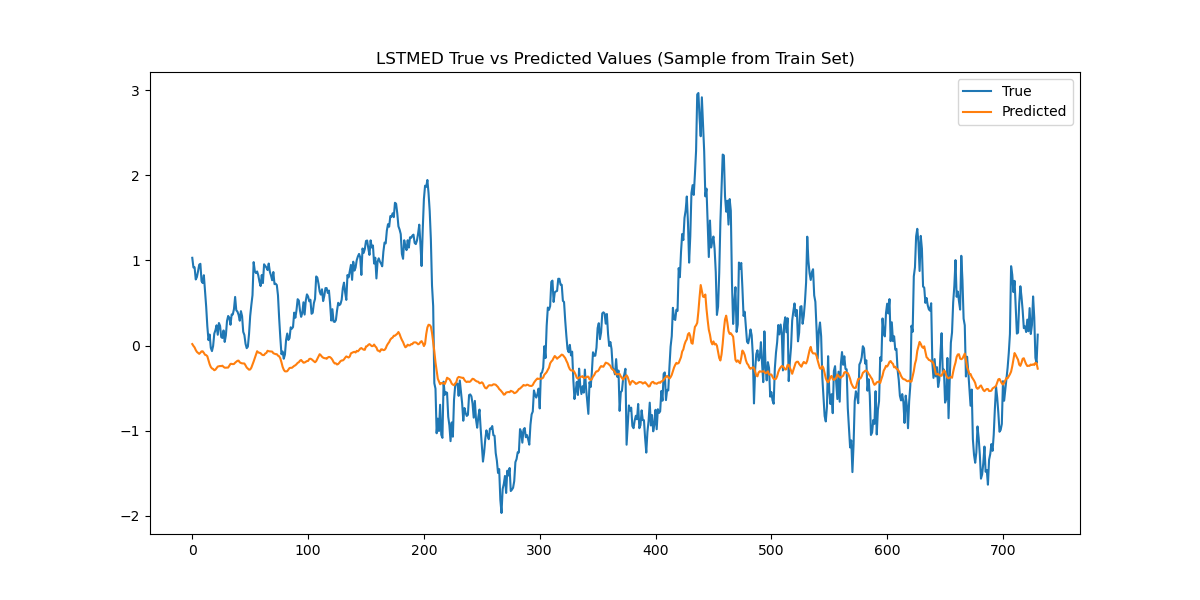 LSTMED True vs Predicted Values (Sample from Train Set)
True
Predicted
3
2
1
0
−1
−2
0 100 200 300 400 500 600 700